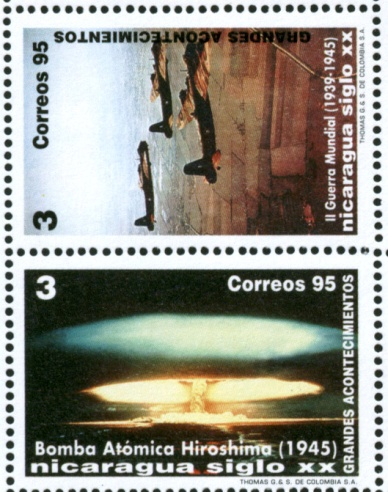 GRANDES ACONTECIMIENTOS
Correos 95
3
II Guerra Mundial (1939-1945)
nicaragua siglo xx
THOMAS G. & S. DE COLOMBIA S.A.
3
Correos 95
GRANDES ACONTECIMIENTOS
Bomba Atómica Hiroshima (1945)
nicaragua siglo xx
THOMAS G. & S. DE COLOMBIA S.A.